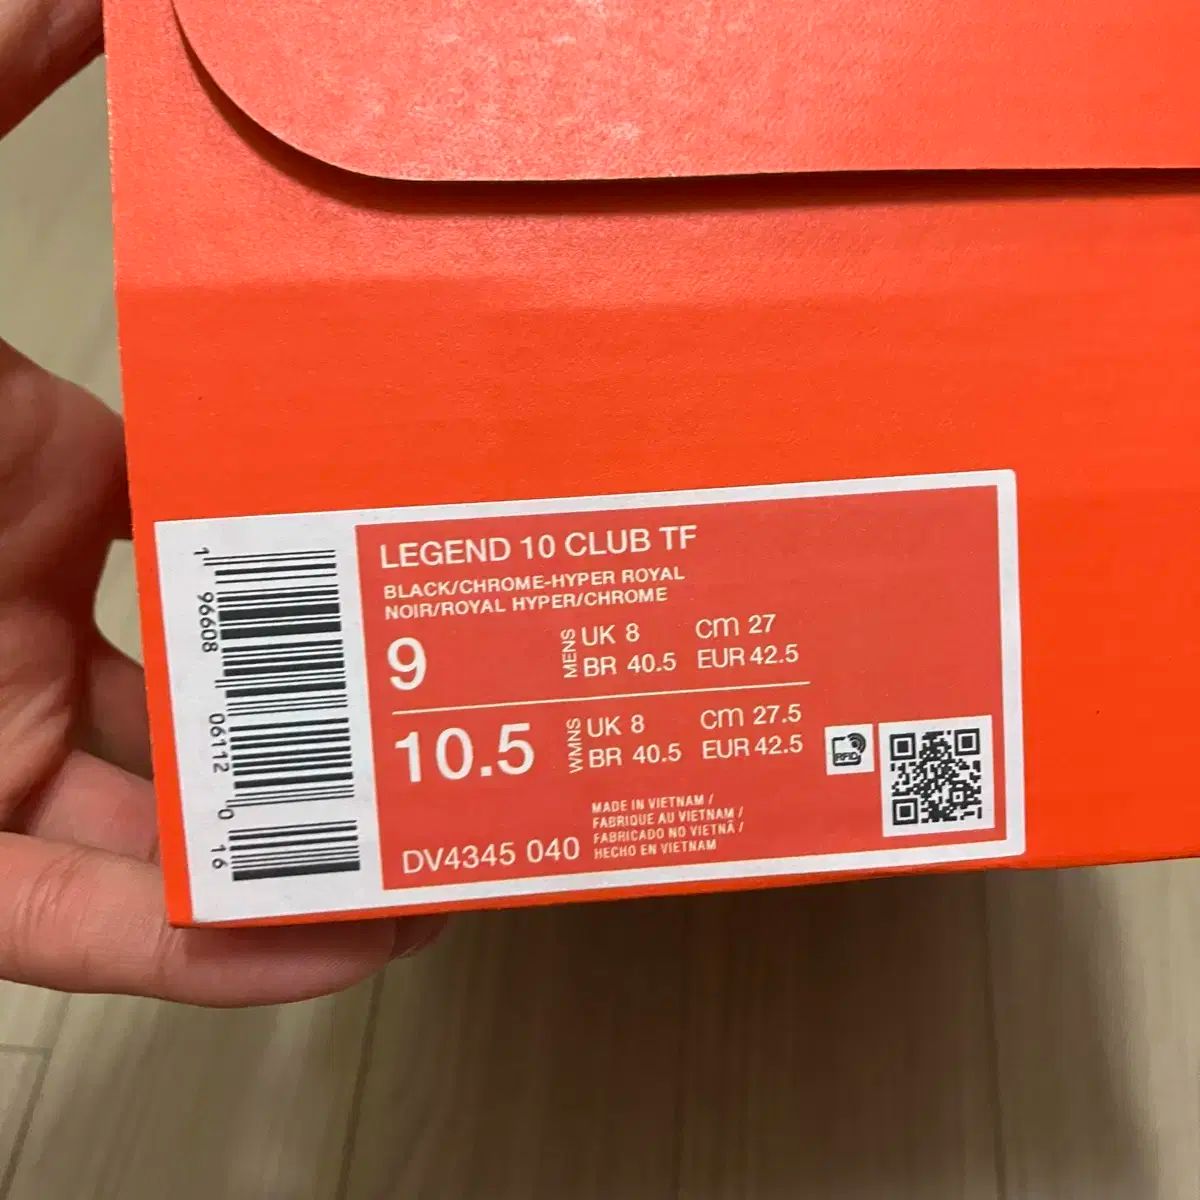 LEGEND 10 CLUB TF
BLACK/CHROME-HYPER ROYAL
NOIR/ROYAL HYPER/CHROME
9 MENS UK 8 cm 27
BR 40.5 EUR 42.5
10.5 WMNS UK 8 cm 27.5
BR 40.5 EUR 42.5
RFID
DV4345 040
MADE IN VIETNAM /
FABRIQUE AU VIETNAM /
FABRICADO NO VIETNÃ /
HECHO EN VIETNAM
1 96608 06112 0 16